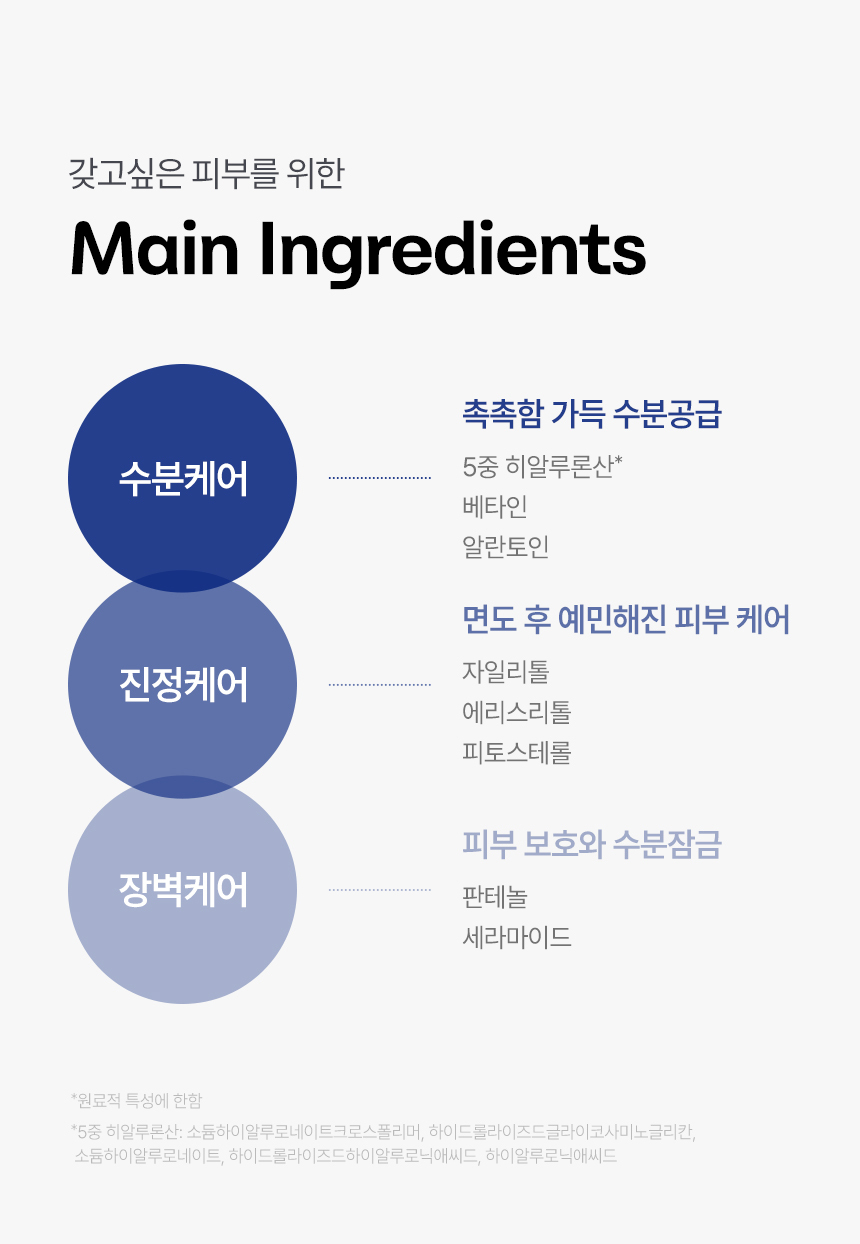 갖고싶은 피부를 위한
Main Ingredients
수분케어
촉촉함 가득 수분공급
5중 히알루론산*
베타인
알란토인
진정케어
면도 후 예민해진 피부 케어
자일리톨
에리스리톨
피토스테롤
장벽케어
피부 보호와 수분잠금
판테놀
세라마이드
*원료적 특성에 한함
*5중 히알루론산: 소듐하이알루로네이트크로스폴리머, 하이드롤라이즈드글라이코사미노글리칸,
소듐하이알루로네이트, 하이드롤라이즈드하이알루로닉애씨드, 하이알루로닉애씨드